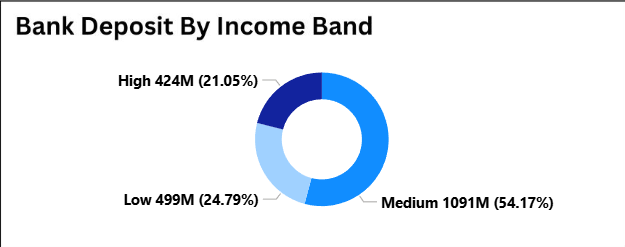 Bank Deposit By Income Band
High 424M (21.05%)
Low 499M (24.79%)
Medium 1091M (54.17%)